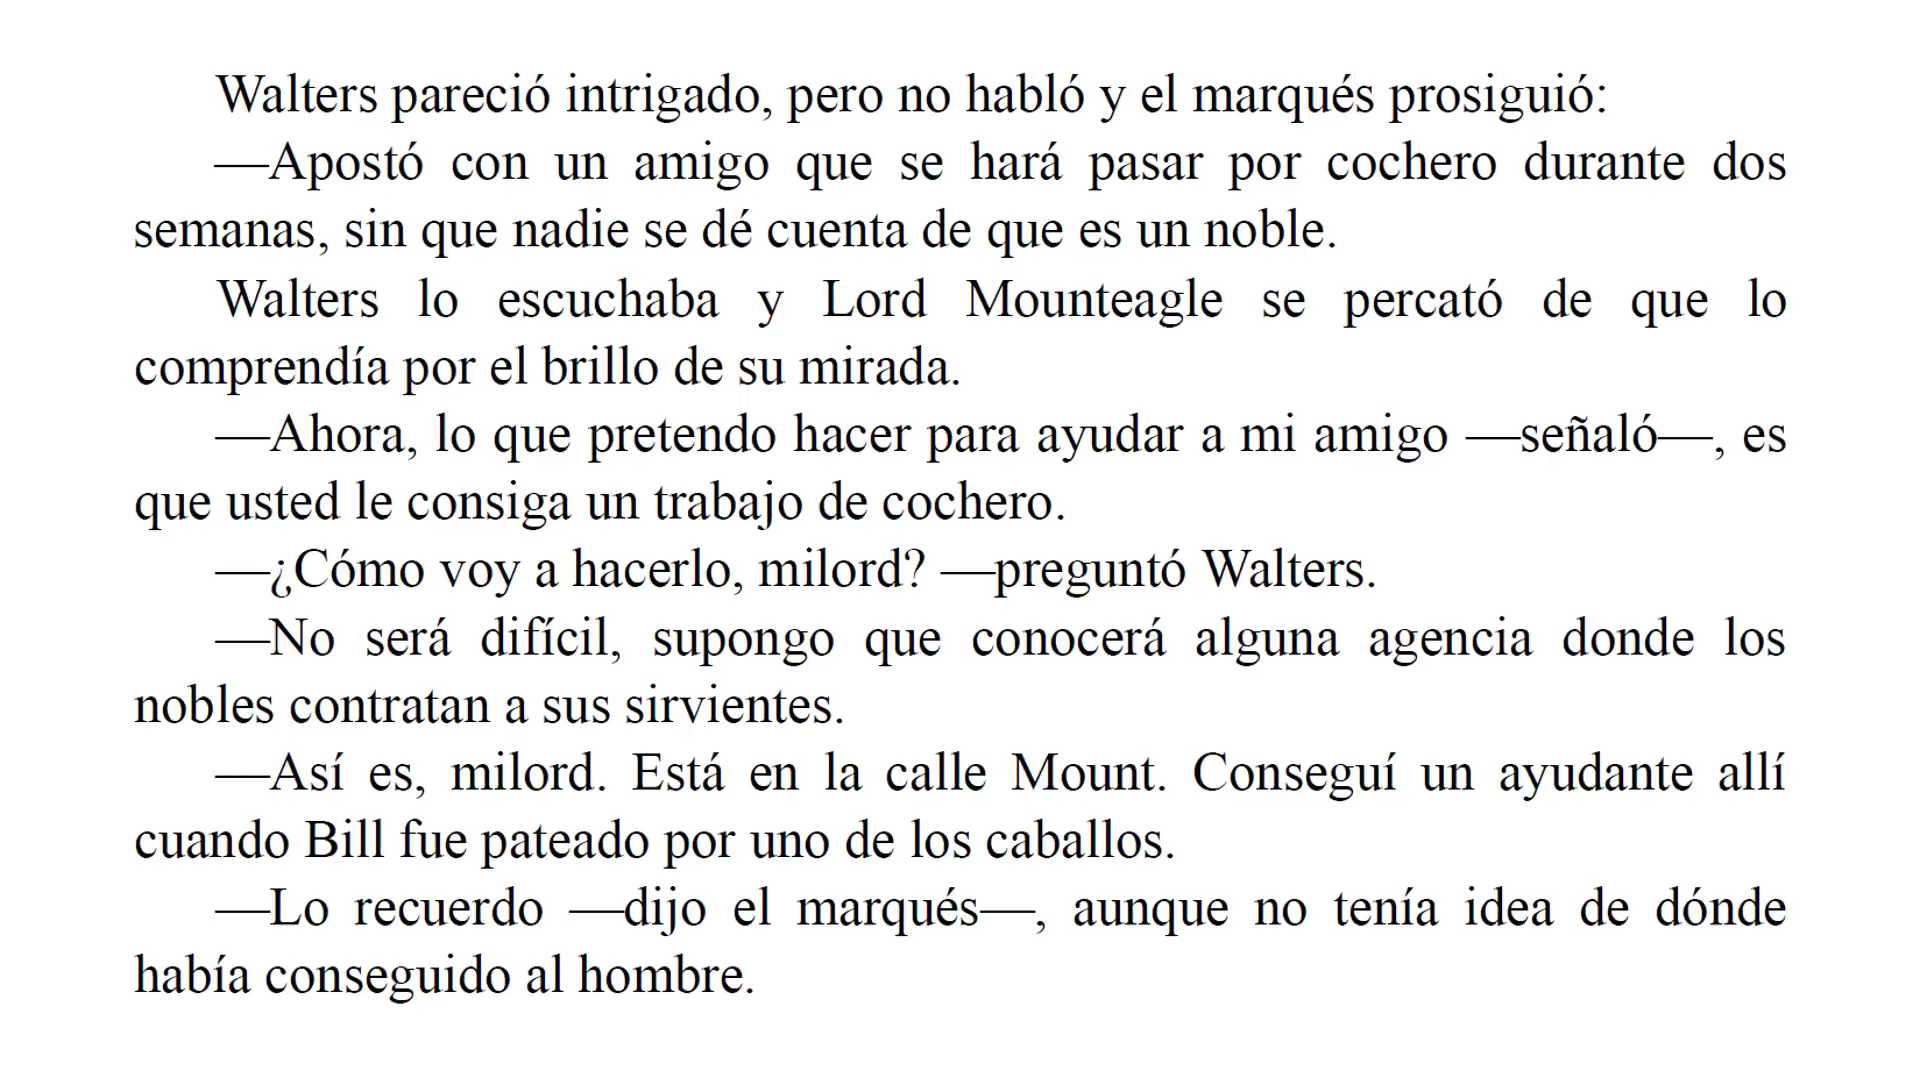 Walters pareció intrigado, pero no habló y el marqués prosiguió:
—Apostó con un amigo que se hará pasar por cochero durante dos
semanas, sin que nadie se dé cuenta de que es un noble.
Walters lo escuchaba y Lord Mounteagle se percató de que lo
comprendía por el brillo de su mirada.
—Ahora, lo que pretendo hacer para ayudar a mi amigo —señaló—, es
que usted le consiga un trabajo de cochero.
—¿Cómo voy a hacerlo, milord? —preguntó Walters.
—No será difícil, supongo que conocerá alguna agencia donde los
nobles contratan a sus sirvientes.
—Así es, milord. Está en la calle Mount. Conseguí un ayudante allí
cuando Bill fue pateado por uno de los caballos.
—Lo recuerdo —dijo el marqués—, aunque no tenía idea de dónde
había conseguido al hombre.